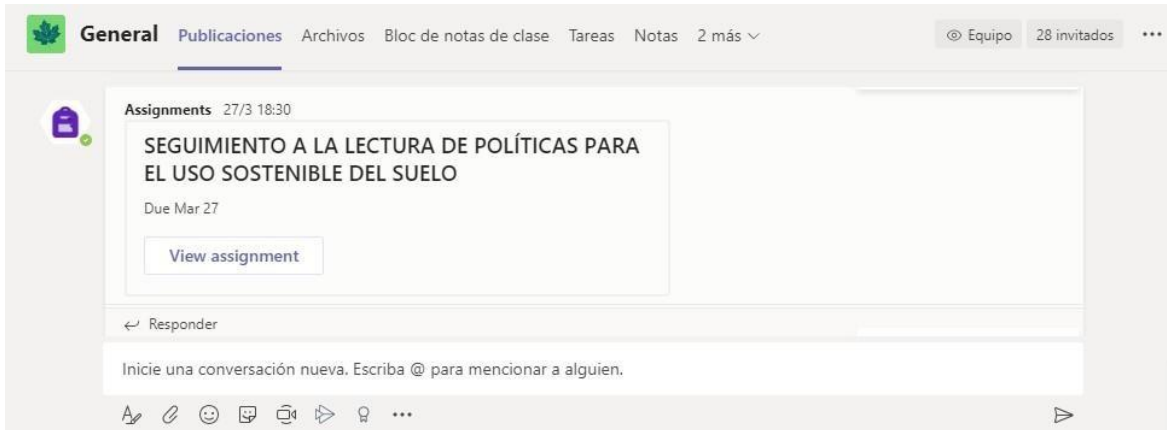 General Publicaciones Archivos Bloc de notas de clase Tareas Notas 2 más Equipo 28 invitados
Assignments 27/3 18:30
SEGUIMIENTO A LA LECTURA DE POLÍTICAS PARA
EL USO SOSTENIBLE DEL SUELO
Due Mar 27
View assignment
Responder
Inicie una conversación nueva. Escriba @ para mencionar a alguien.